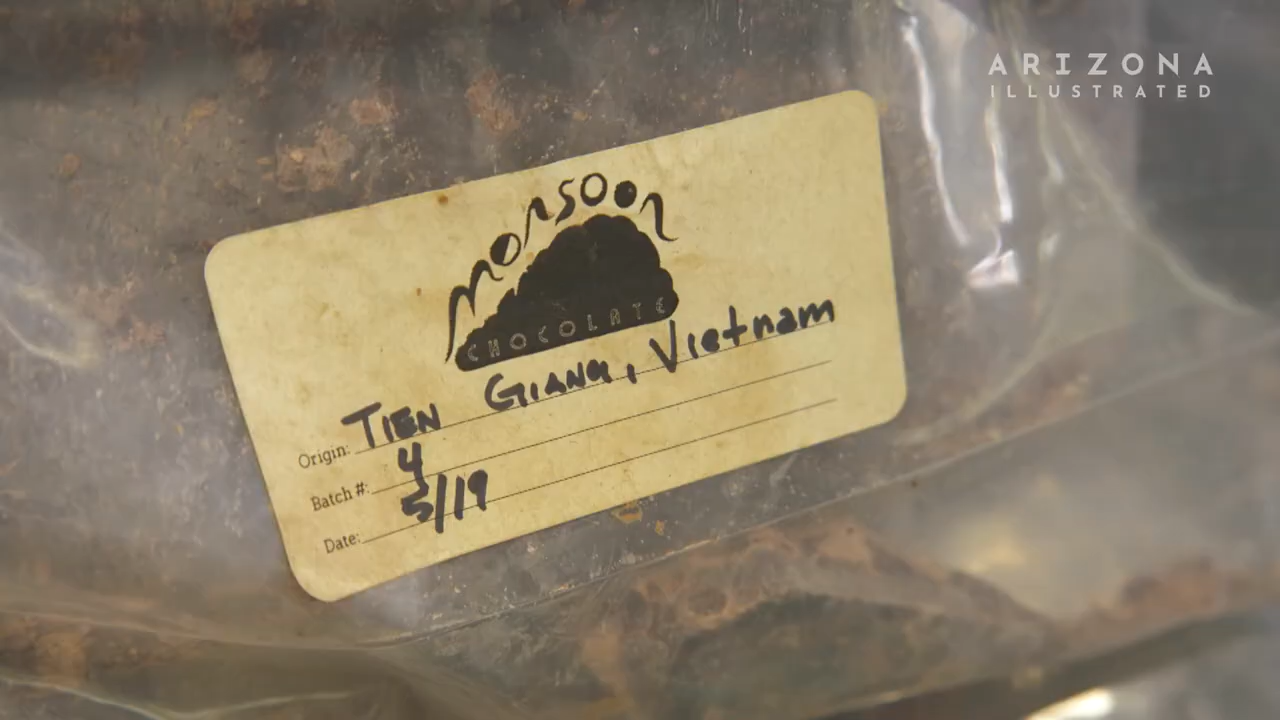 ARIZONA
ILLUSTRATED
MONSOON
CHOCOLATE
Origin: TIEN GIANG, Vietnam
Batch #: 4
Date: 5/19